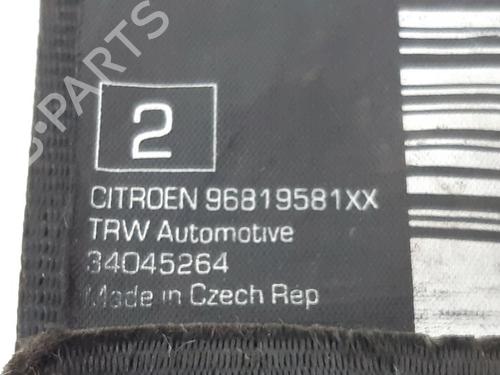 B-PARTS
2
CITROEN 96819581XX
TRW Automotive
34045264
Made in Czech Rep